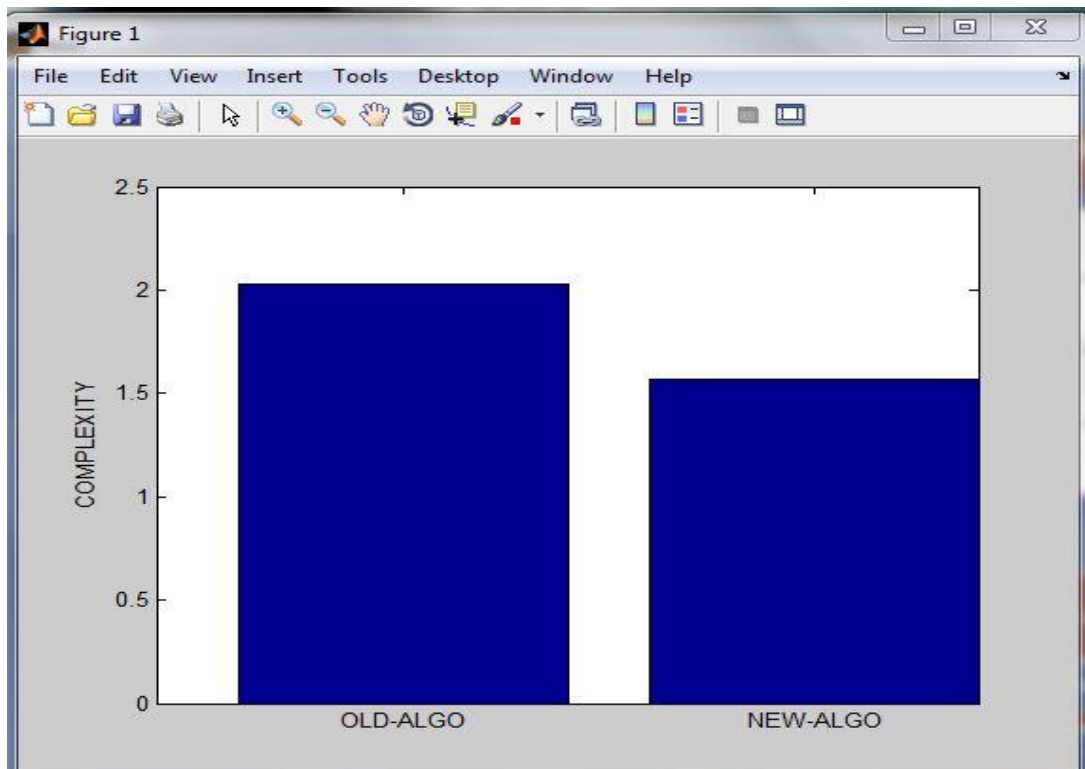 Figure 1
File Edit View Insert Tools Desktop Window Help
2.5
2
1.5
1
0.5
0
COMPLEXITY
OLD-ALGO NEW-ALGO